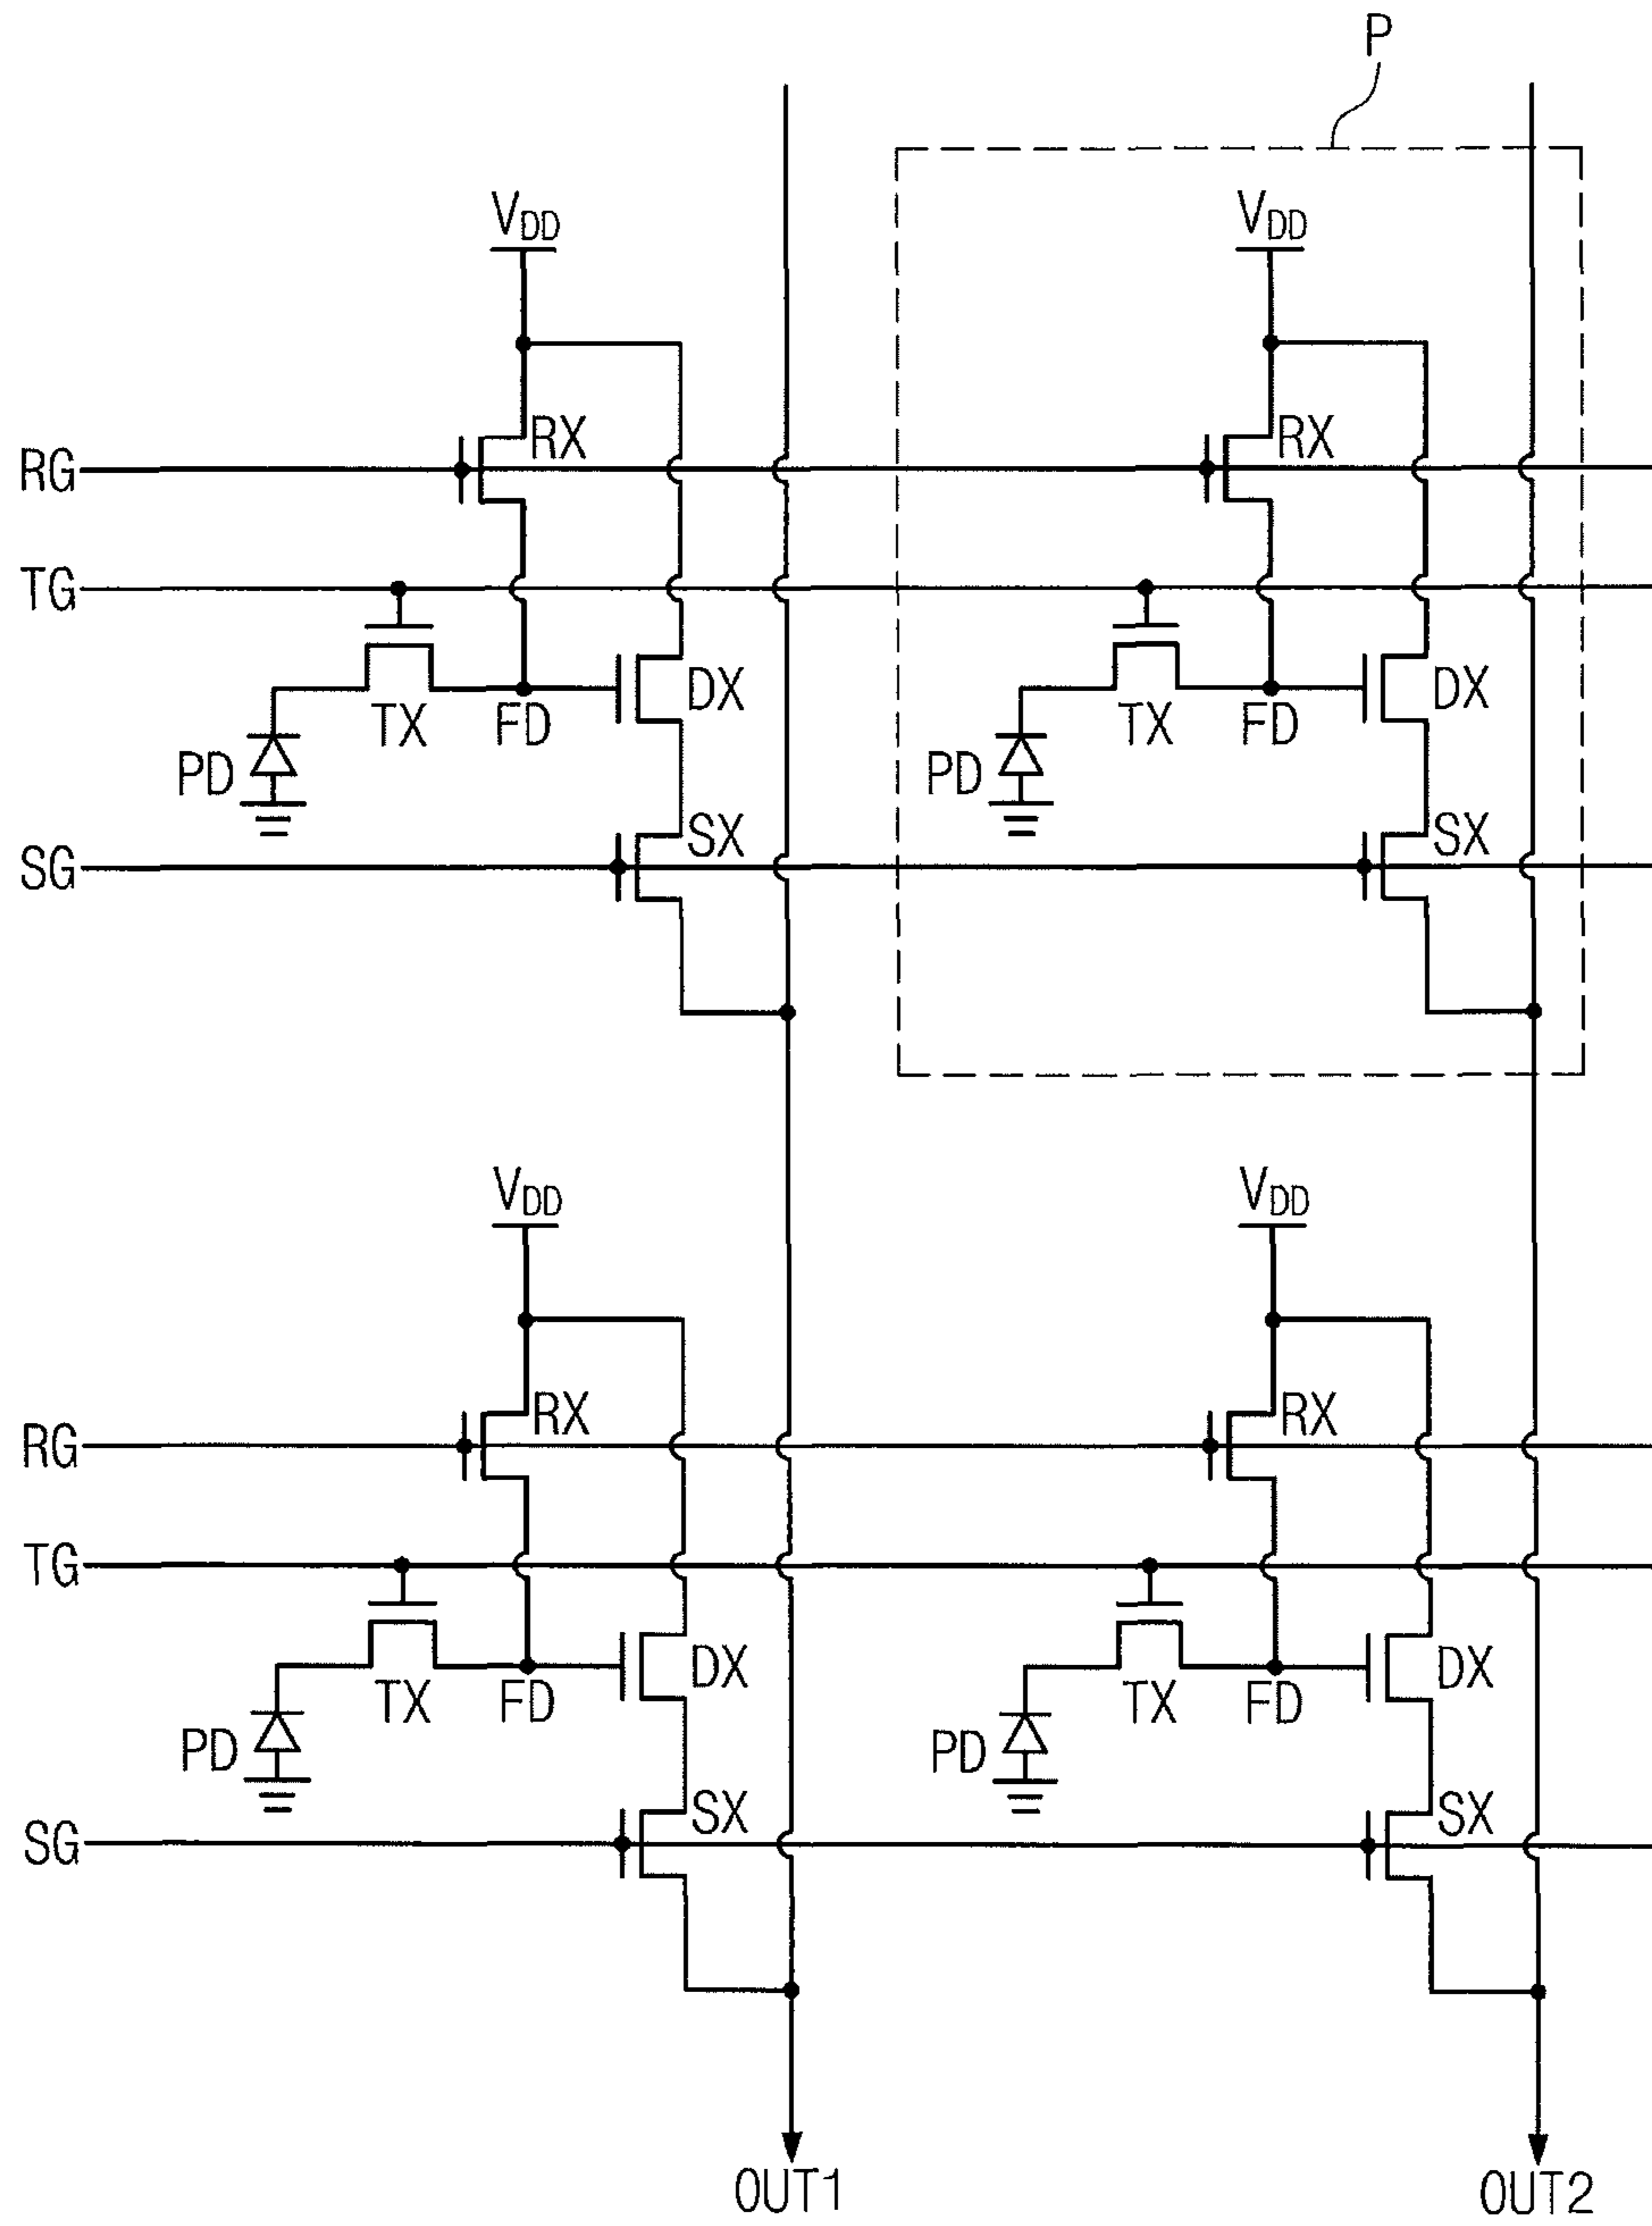 P
VDD VDD
RX RX
RG
TG
DX DX
TX FD TX FD
PD PD
SX SX
SG
VDD VDD
RX RX
RG
TG
DX DX
TX FD TX FD
PD PD
SX SX
SG
OUT1 OUT2